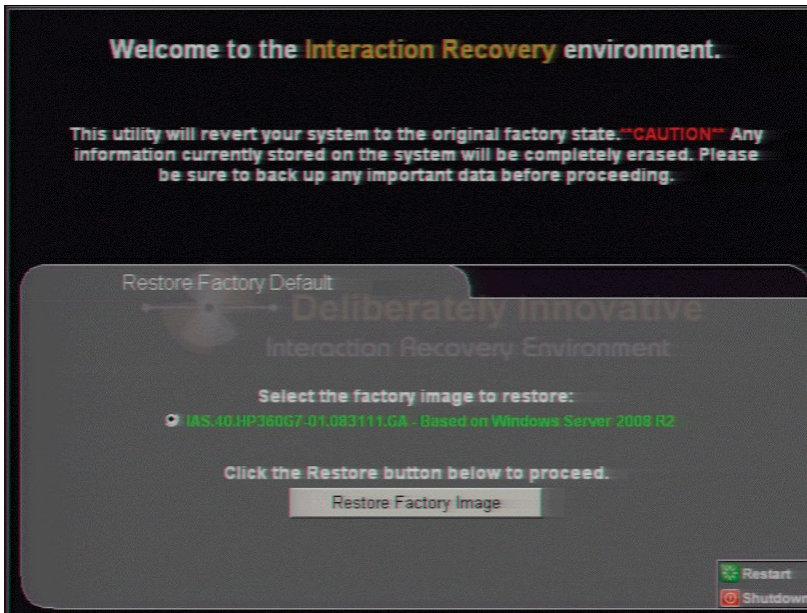 Welcome to the Interaction Recovery environment.
This utility will revert your system to the original factory state.**CAUTION** Any
information currently stored on the system will be completely erased. Please
be sure to back up any important data before proceeding.
Restore Factory Default
Deliberately Innovative
Interaction Recovery Environment
Select the factory image to restore:
IAS.40.HP360G7-01.083111.GA - Based on Windows Server 2008 R2
Click the Restore button below to proceed.
Restore Factory Image
Restart
Shutdown